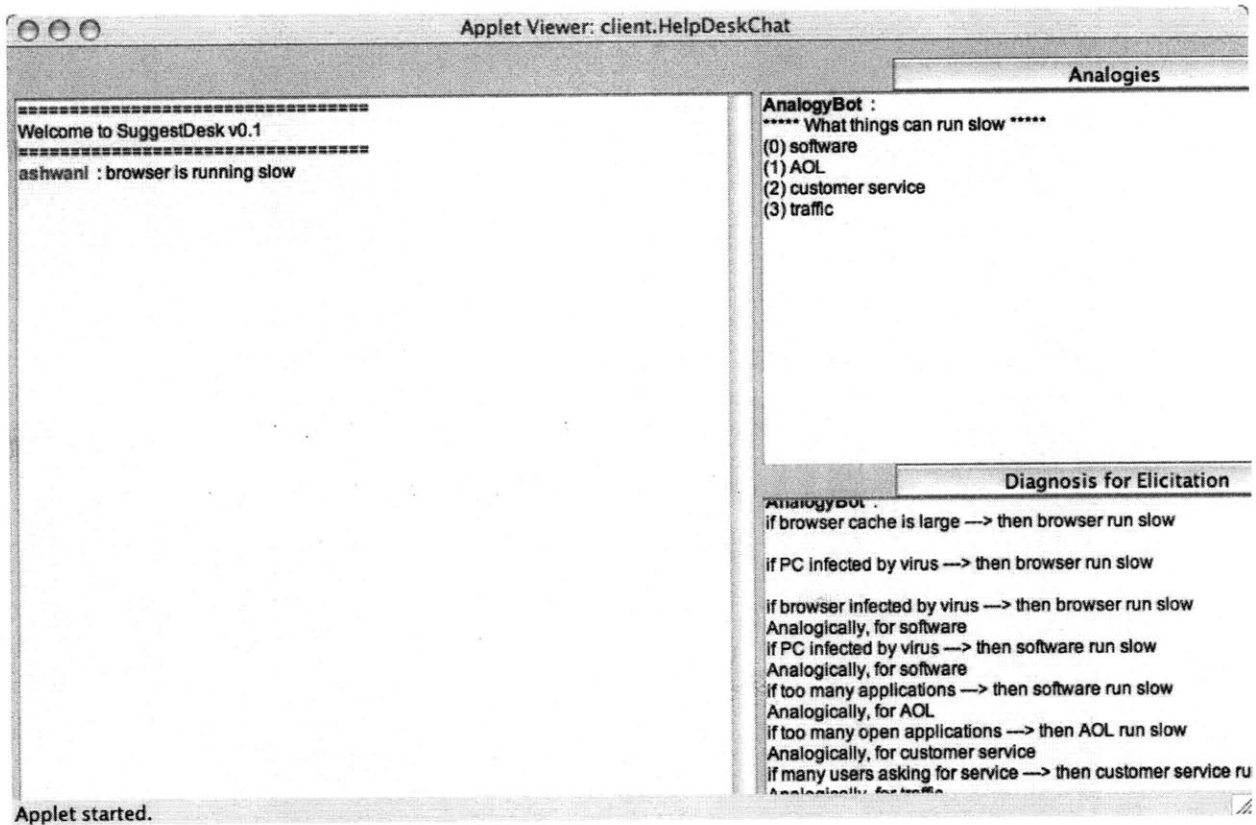 Applet Viewer: client.HelpDeskChat
==================================
Welcome to SuggestDesk v0.1
==================================
ashwani : browser is running slow
Analogies
AnalogyBot :
***** What things can run slow *****
(0) software
(1) AOL
(2) customer service
(3) traffic
Diagnosis for Elicitation
AnalogyBot :
if browser cache is large ---> then browser run slow
if PC infected by virus ---> then browser run slow
if browser infected by virus ---> then browser run slow
Analogically, for software
if PC infected by virus ---> then software run slow
Analogically, for software
if too many applications ---> then software run slow
Analogically, for AOL
if too many open applications ---> then AOL run slow
Analogically, for customer service
if many users asking for service ---> then customer service ru
Analogically, for traffic
Applet started.